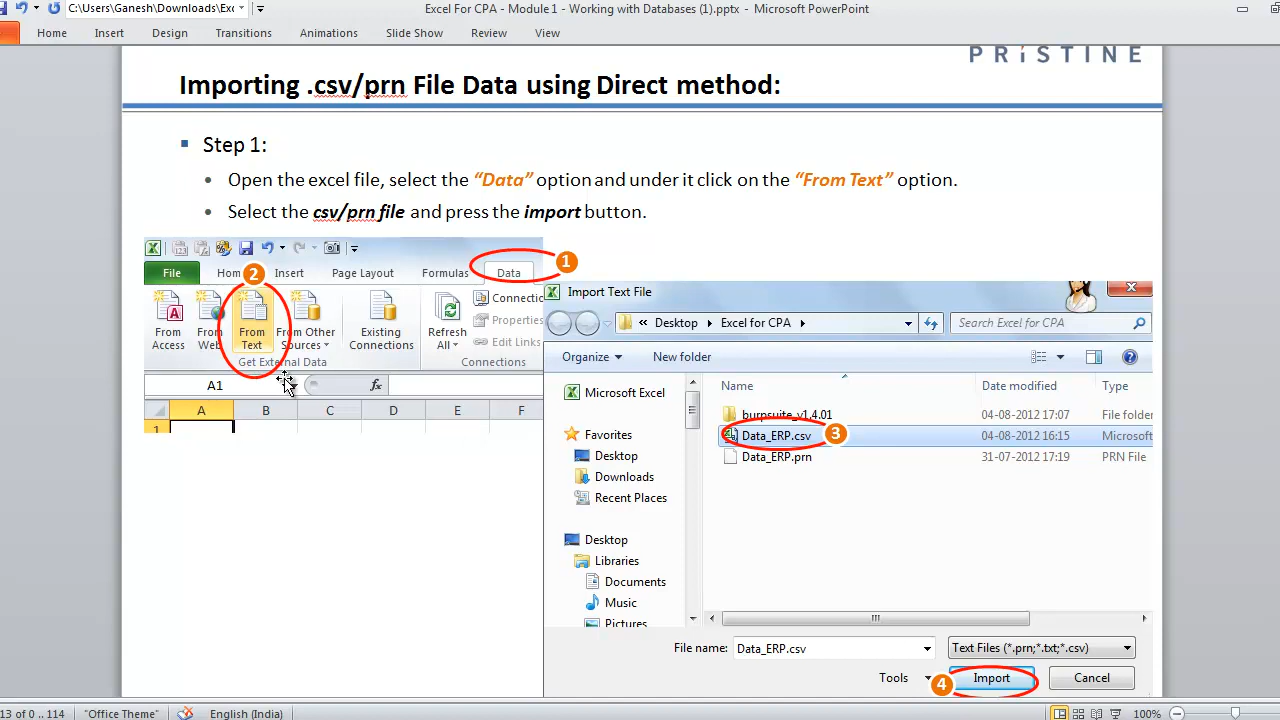 C:\Users\Ganesh\Downloads\Exc
Excel For CPA - Module 1 - Working with Databases (1).pptx - Microsoft PowerPoint
Home Insert Design Transitions Animations Slide Show Review View
PRiSTINE
Importing .csv/prn File Data using Direct method:
Step 1:
Open the excel file, select the “Data” option and under it click on the “From Text” option.
Select the csv/prn file and press the import button.
File Hom Insert Page Layout Formulas Data 1
2
From Access
From Web
From Text
From Other Sources
Existing Connections
Refresh All
Connectio
Properties
Edit Links
Get External Data Connections
A1 fx
A B C D E F
1
Import Text File
« Desktop Excel for CPA Search Excel for CPA
Organize New folder
Microsoft Excel
Favorites
Desktop
Downloads
Recent Places
Desktop
Libraries
Documents
Music
Pictures
Name Date modified Type
burpsuite_v1.4.01 04-08-2012 17:07 File folder
Data_ERP.csv 3 04-08-2012 16:15 Microsoft
Data_ERP.prn 31-07-2012 17:19 PRN File
File name: Data_ERP.csv Text Files (*.prn;*.txt;*.csv)
Tools 4 Import Cancel
13 of 0 .. 114 "Office Theme" English (India) 100%